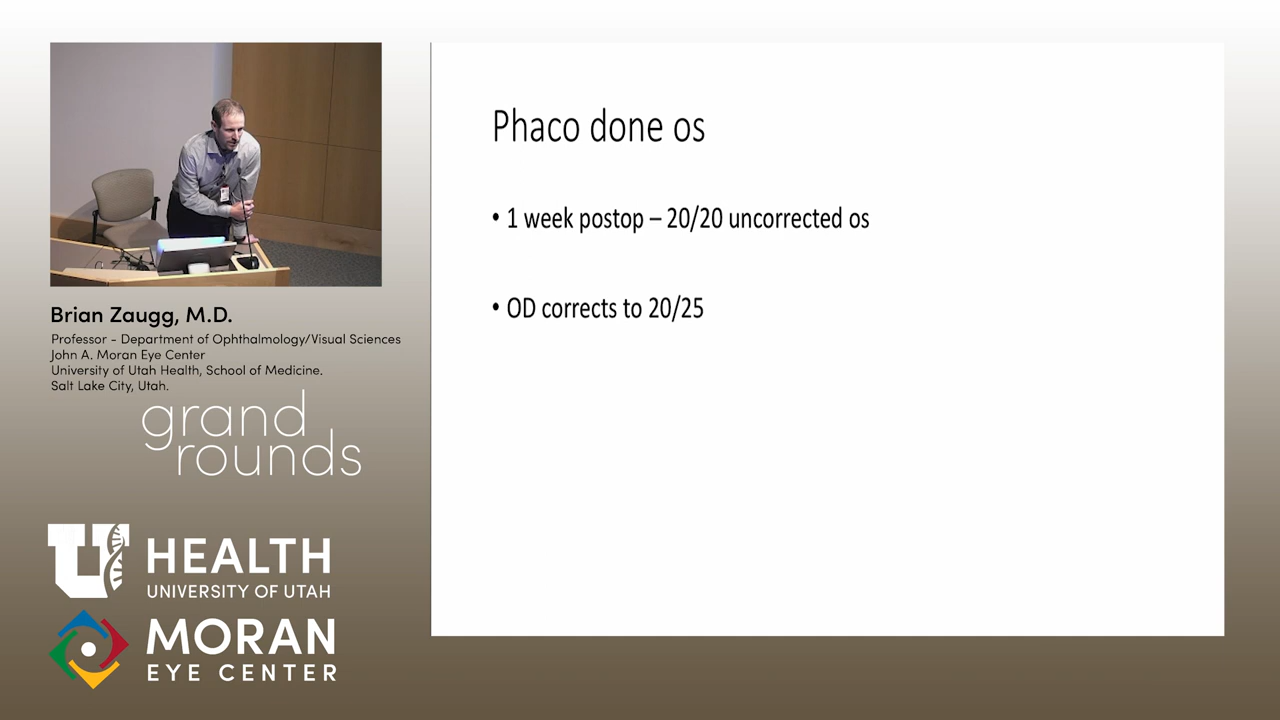 Phaco done os
• 1 week postop – 20/20 uncorrected os
• OD corrects to 20/25
Brian Zaugg, M.D.
Professor - Department of Ophthalmology/Visual Sciences
John A. Moran Eye Center
University of Utah Health, School of Medicine.
Salt Lake City, Utah.
grand
rounds
U HEALTH
UNIVERSITY OF UTAH
MORAN
EYE CENTER